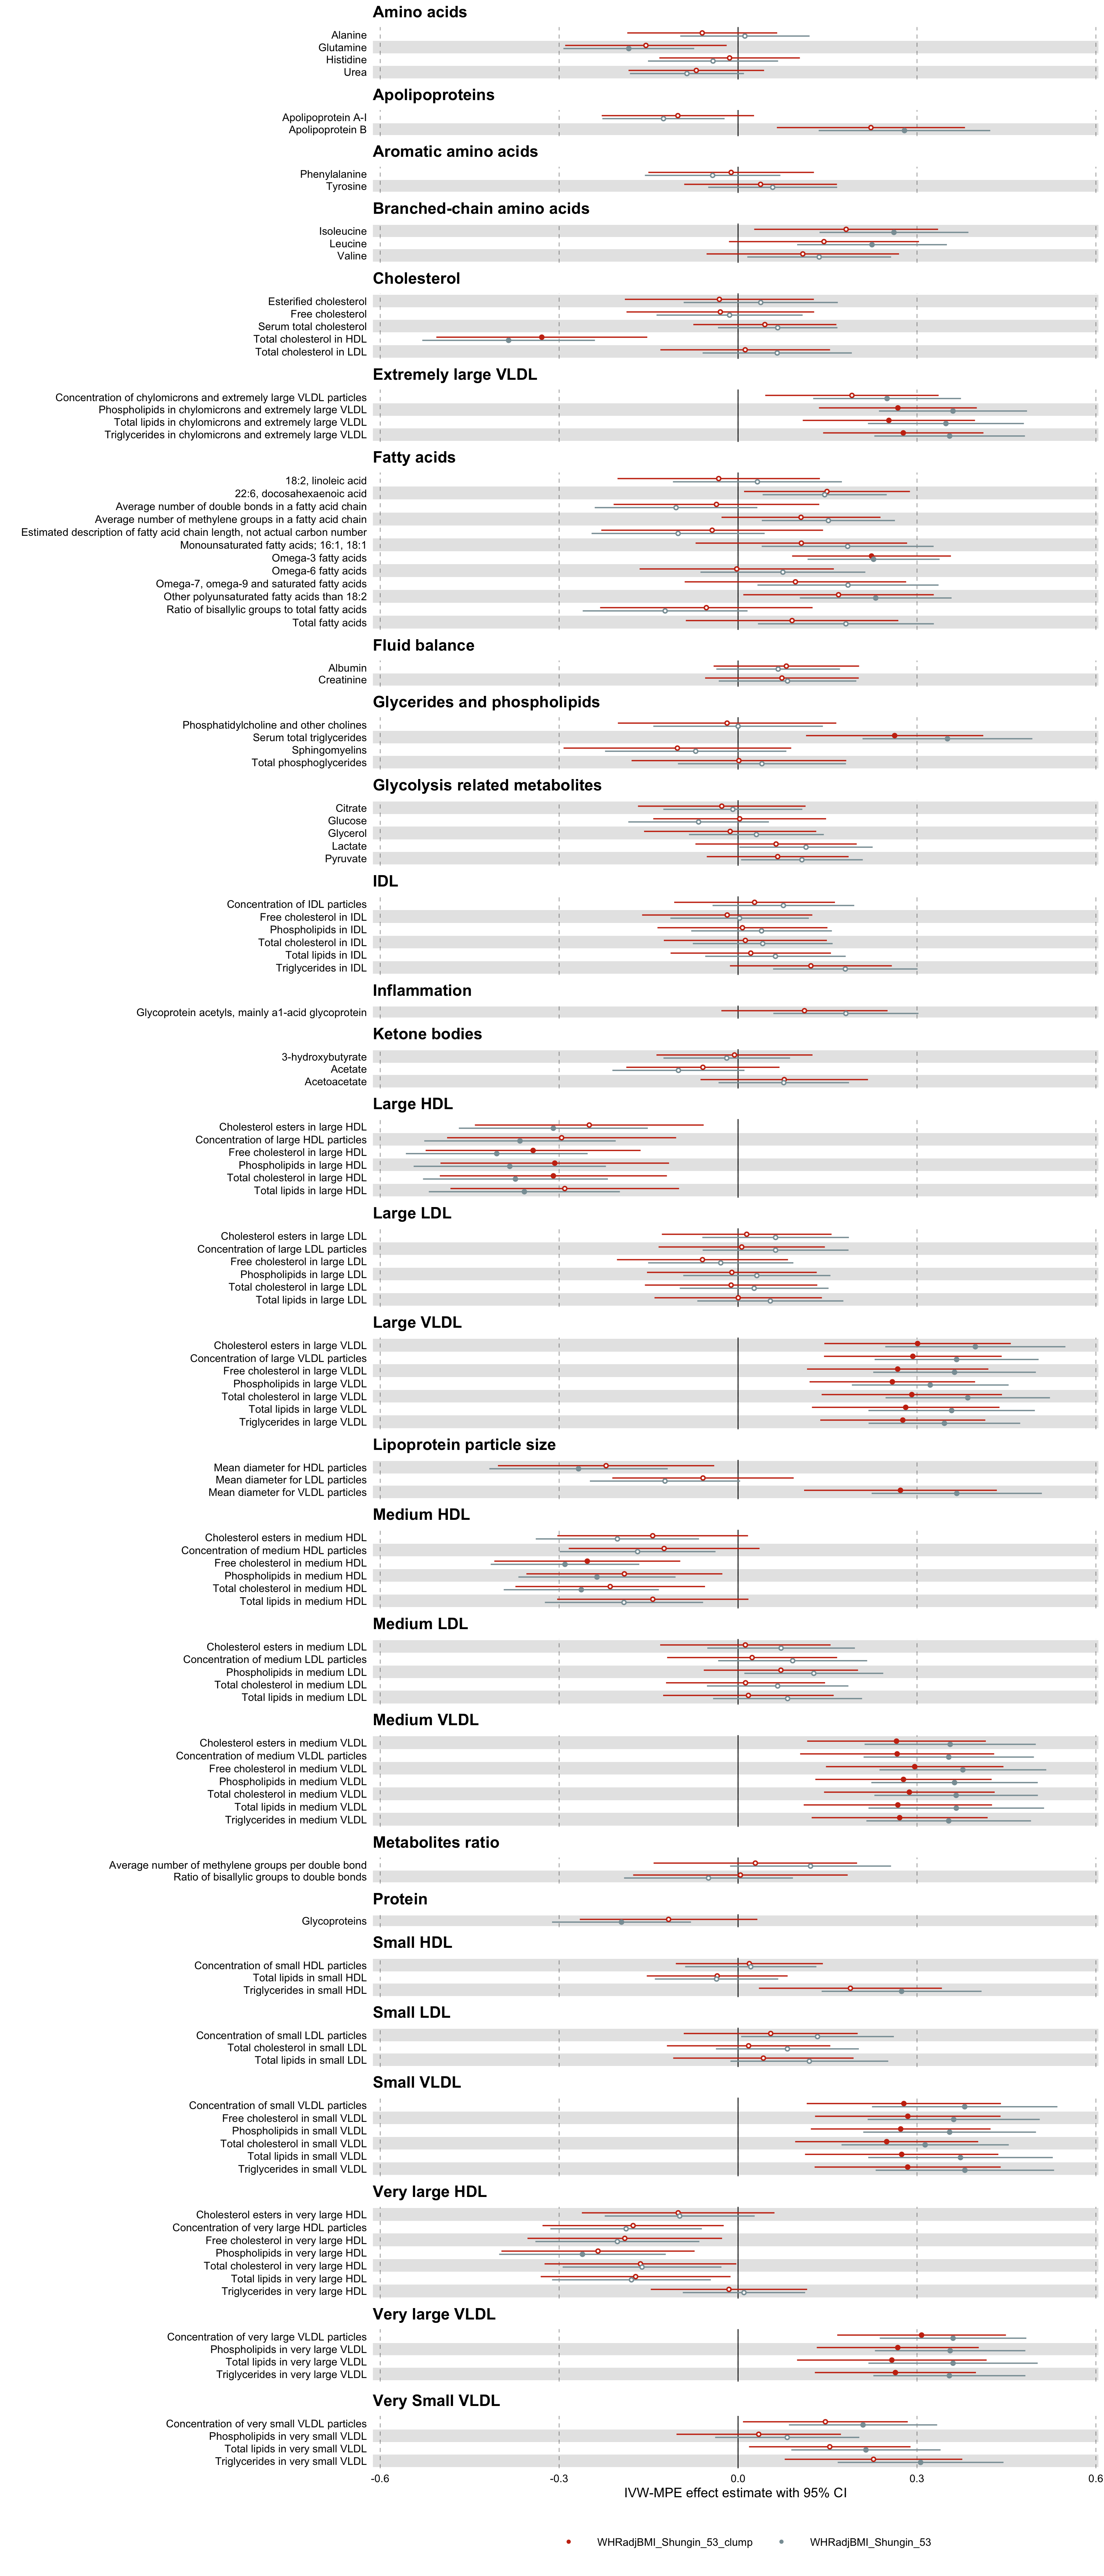 Amino acids
Alanine
Glutamine
Histidine
Urea
Apolipoproteins
Apolipoprotein A-I
Apolipoprotein B
Aromatic amino acids
Phenylalanine
Tyrosine
Branched-chain amino acids
Isoleucine
Leucine
Valine
Cholesterol
Esterified cholesterol
Free cholesterol
Serum total cholesterol
Total cholesterol in HDL
Total cholesterol in LDL
Extremely large VLDL
Concentration of chylomicrons and extremely large VLDL particles
Phospholipids in chylomicrons and extremely large VLDL
Total lipids in chylomicrons and extremely large VLDL
Triglycerides in chylomicrons and extremely large VLDL
Fatty acids
18:2, linoleic acid
22:6, docosahexaenoic acid
Average number of double bonds in a fatty acid chain
Average number of methylene groups in a fatty acid chain
Estimated description of fatty acid chain length, not actual carbon number
Monounsaturated fatty acids; 16:1, 18:1
Omega-3 fatty acids
Omega-6 fatty acids
Omega-7, omega-9 and saturated fatty acids
Other polyunsaturated fatty acids than 18:2
Ratio of bisallylic groups to total fatty acids
Total fatty acids
Fluid balance
Albumin
Creatinine
Glycerides and phospholipids
Phosphatidylcholine and other cholines
Serum total triglycerides
Sphingomyelins
Total phosphoglycerides
Glycolysis related metabolites
Citrate
Glucose
Glycerol
Lactate
Pyruvate
IDL
Concentration of IDL particles
Free cholesterol in IDL
Phospholipids in IDL
Total cholesterol in IDL
Total lipids in IDL
Triglycerides in IDL
Inflammation
Glycoprotein acetyls, mainly a1-acid glycoprotein
Ketone bodies
3-hydroxybutyrate
Acetate
Acetoacetate
Large HDL
Cholesterol esters in large HDL
Concentration of large HDL particles
Free cholesterol in large HDL
Phospholipids in large HDL
Total cholesterol in large HDL
Total lipids in large HDL
Large LDL
Cholesterol esters in large LDL
Concentration of large LDL particles
Free cholesterol in large LDL
Phospholipids in large LDL
Total cholesterol in large LDL
Total lipids in large LDL
Large VLDL
Cholesterol esters in large VLDL
Concentration of large VLDL particles
Free cholesterol in large VLDL
Phospholipids in large VLDL
Total cholesterol in large VLDL
Total lipids in large VLDL
Triglycerides in large VLDL
Lipoprotein particle size
Mean diameter for HDL particles
Mean diameter for LDL particles
Mean diameter for VLDL particles
Medium HDL
Cholesterol esters in medium HDL
Concentration of medium HDL particles
Free cholesterol in medium HDL
Phospholipids in medium HDL
Total cholesterol in medium HDL
Total lipids in medium HDL
Medium LDL
Cholesterol esters in medium LDL
Concentration of medium LDL particles
Phospholipids in medium LDL
Total cholesterol in medium LDL
Total lipids in medium LDL
Medium VLDL
Cholesterol esters in medium VLDL
Concentration of medium VLDL particles
Free cholesterol in medium VLDL
Phospholipids in medium VLDL
Total cholesterol in medium VLDL
Total lipids in medium VLDL
Triglycerides in medium VLDL
Metabolites ratio
Average number of methylene groups per double bond
Ratio of bisallylic groups to double bonds
Protein
Glycoproteins
Small HDL
Concentration of small HDL particles
Total lipids in small HDL
Triglycerides in small HDL
Small LDL
Concentration of small LDL particles
Total cholesterol in small LDL
Total lipids in small LDL
Small VLDL
Concentration of small VLDL particles
Free cholesterol in small VLDL
Phospholipids in small VLDL
Total cholesterol in small VLDL
Total lipids in small VLDL
Triglycerides in small VLDL
Very large HDL
Cholesterol esters in very large HDL
Concentration of very large HDL particles
Free cholesterol in very large HDL
Phospholipids in very large HDL
Total cholesterol in very large HDL
Total lipids in very large HDL
Triglycerides in very large HDL
Very large VLDL
Concentration of very large VLDL particles
Phospholipids in very large VLDL
Total lipids in very large VLDL
Triglycerides in very large VLDL
Very Small VLDL
Concentration of very small VLDL particles
Phospholipids in very small VLDL
Total lipids in very small VLDL
Triglycerides in very small VLDL
-0.6 -0.3 0.0 0.3 0.6
IVW-MPE effect estimate with 95% CI
WHRadjBMI_Shungin_53_clump WHRadjBMI_Shungin_53